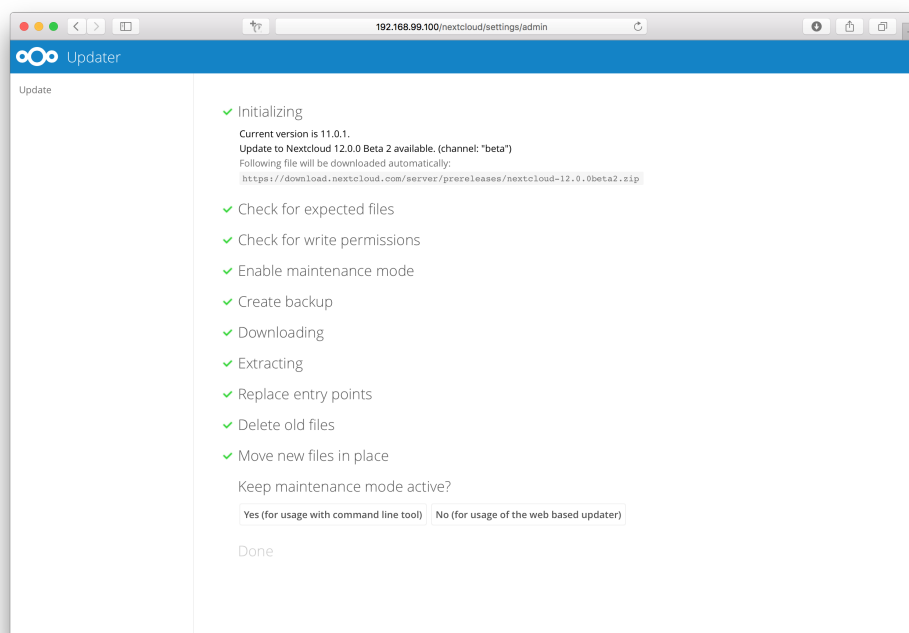 192.168.99.100/nextcloud/settings/admin
Updater
Update
Initializing
Current version is 11.0.1.
Update to Nextcloud 12.0.0 Beta 2 available. (channel: "beta")
Following file will be downloaded automatically:
https://download.nextcloud.com/server/prereleases/nextcloud-12.0.0beta2.zip
Check for expected files
Check for write permissions
Enable maintenance mode
Create backup
Downloading
Extracting
Replace entry points
Delete old files
Move new files in place
Keep maintenance mode active?
Yes (for usage with command line tool) No (for usage of the web based updater)
Done